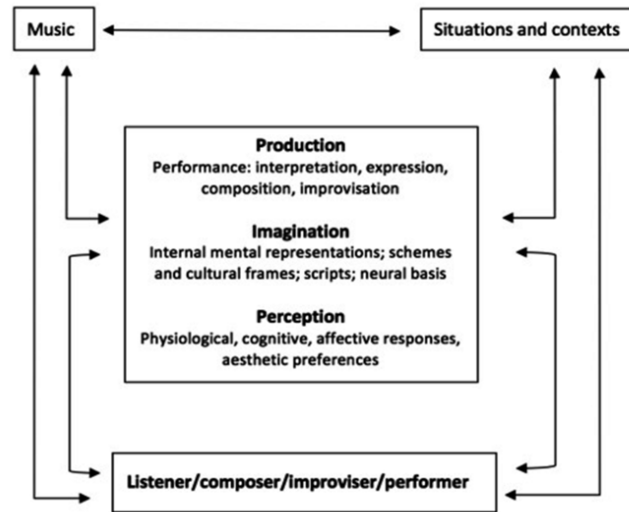 Music
Situations and contexts
Production
Performance: interpretation, expression,
composition, improvisation
Imagination
Internal mental representations; schemes
and cultural frames; scripts; neural basis
Perception
Physiological, cognitive, affective responses,
aesthetic preferences
Listener/composer/improviser/performer